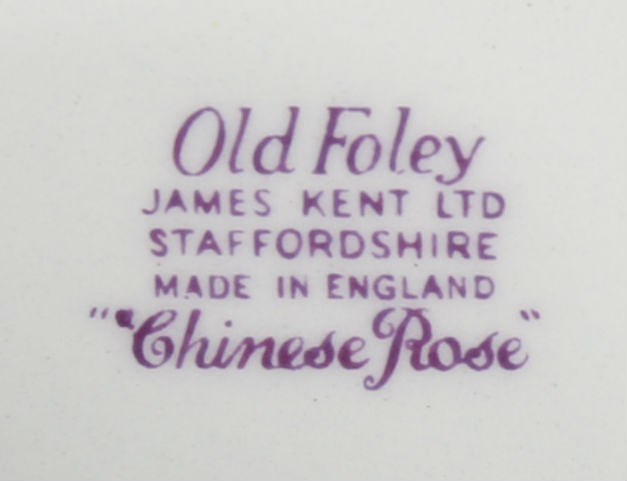 Old Foley
JAMES KENT LTD
STAFFORDSHIRE
MADE IN ENGLAND
"Chinese Rose"